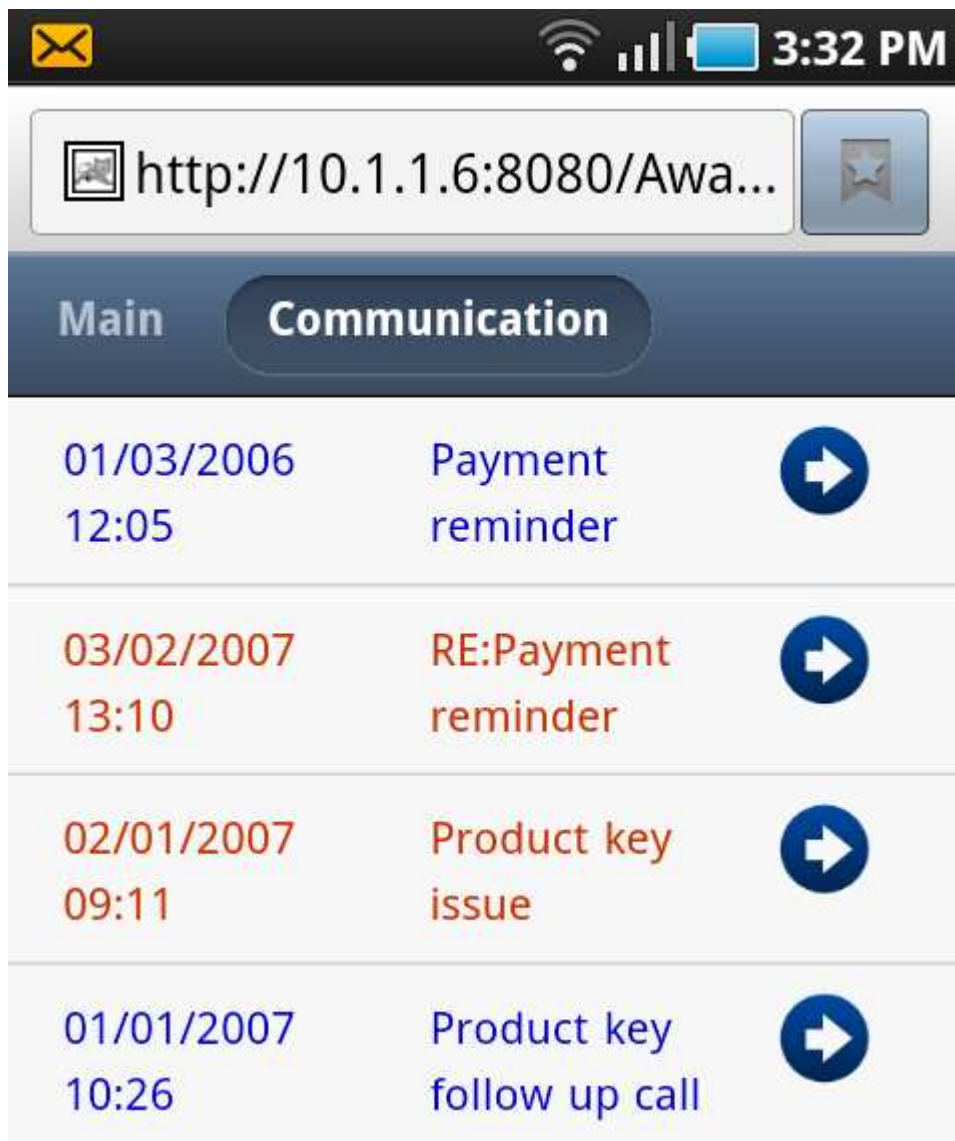 3:32 PM
http://10.1.1.6:8080/Awa...
Main Communication
01/03/2006 Payment
12:05 reminder
03/02/2007 RE:Payment
13:10 reminder
02/01/2007 Product key
09:11 issue
01/01/2007 Product key
10:26 follow up call